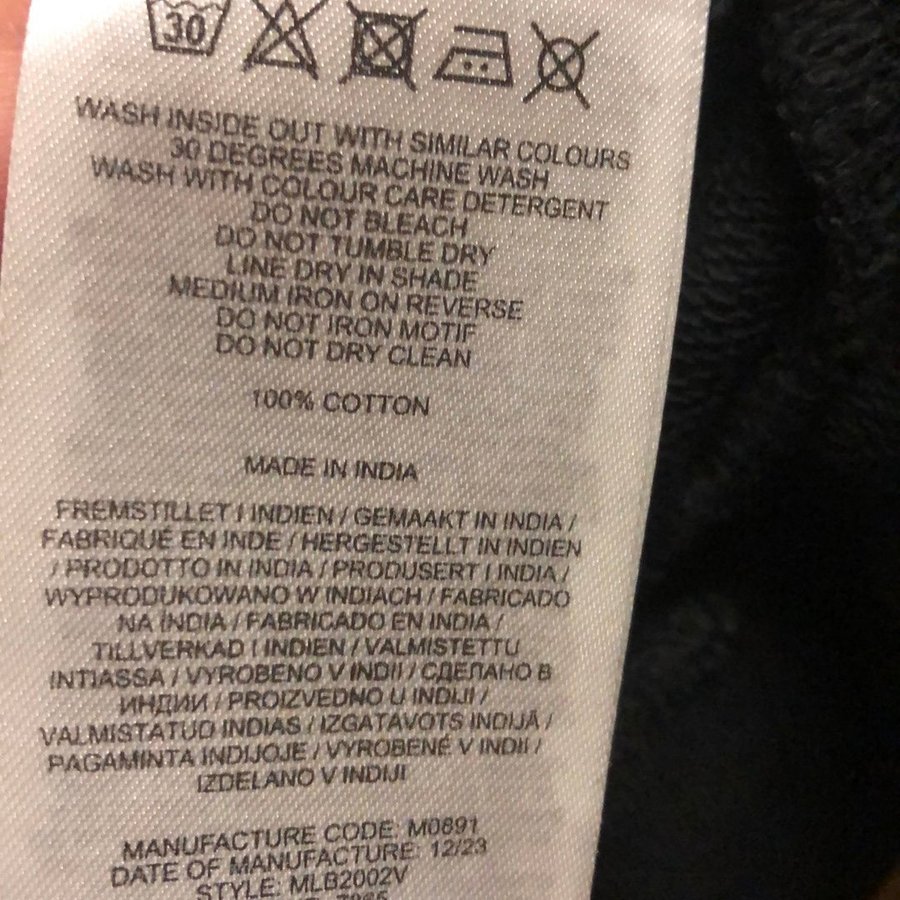 30
WASH INSIDE OUT WITH SIMILAR COLOURS
30 DEGREES MACHINE WASH
WASH WITH COLOUR CARE DETERGENT
DO NOT BLEACH
DO NOT TUMBLE DRY
LINE DRY IN SHADE
MEDIUM IRON ON REVERSE
DO NOT IRON MOTIF
DO NOT DRY CLEAN
100% COTTON
MADE IN INDIA
FREMSTILLET I INDIEN / GEMAAKT IN INDIA /
FABRIQUÉ EN INDE / HERGESTELLT IN INDIEN
/ PRODOTTO IN INDIA / PRODUSERT I INDIA /
WYPRODUKOWANO W INDIACH / FABRICADO
NA ÍNDIA / FABRICADO EN INDIA /
TILLVERKAD I INDIEN / VALMISTETTU
INTIASSA / VYROBENO V INDII / СДЕЛАНО В
ИНДИИ / PROIZVEDNO U INDIJI /
VALMISTATUD INDIAS / IZGATAVOTS INDIJĀ /
PAGAMINTA INDIJOJE / VYROBENÉ V INDII /
IZDELANO V INDIJI
MANUFACTURE CODE: M0891
DATE OF MANUFACTURE: 12/23
STYLE: MLB2002V